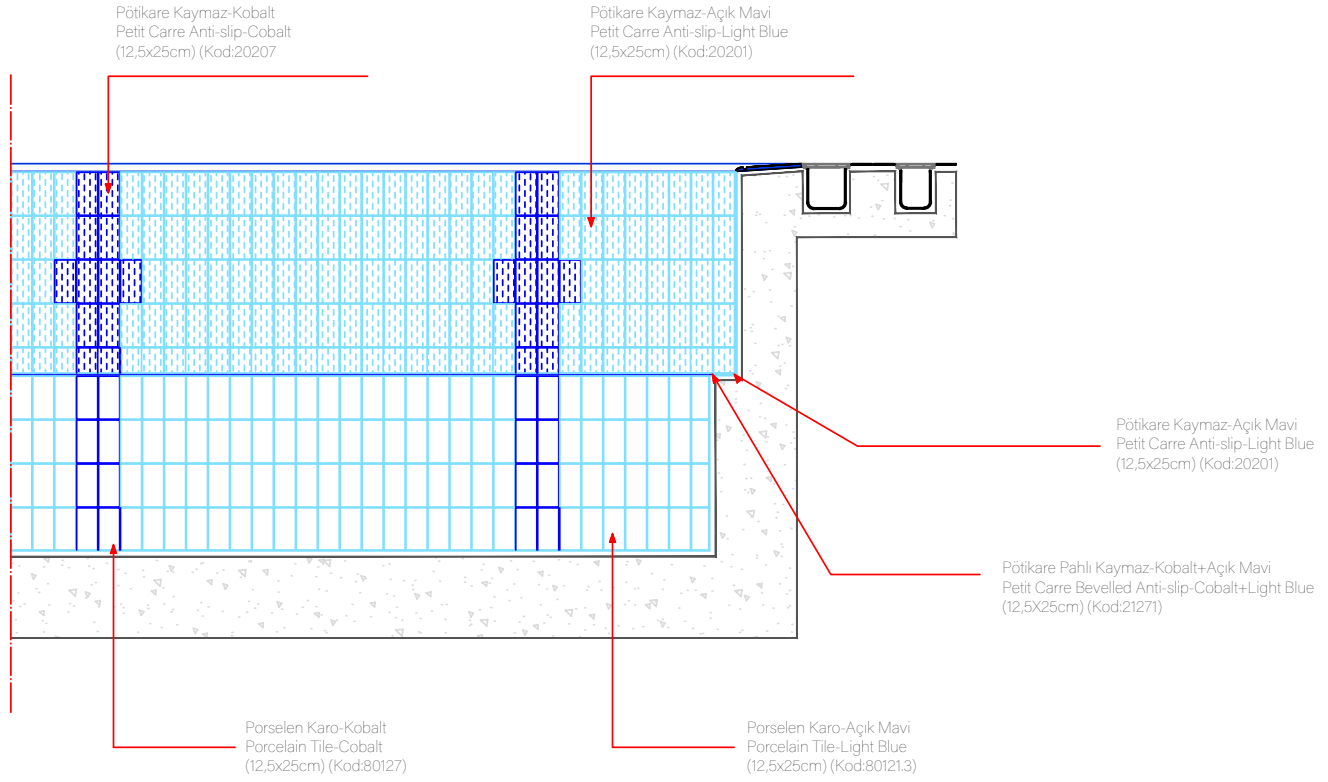 Pötikare Kaymaz-Kobalt
Petit Carre Anti-slip-Cobalt
(12,5x25cm) (Kod:20207
Pötikare Kaymaz-Açık Mavi
Petit Carre Anti-slip-Light Blue
(12,5x25cm) (Kod:20201)
Pötikare Kaymaz-Açık Mavi
Petit Carre Anti-slip-Light Blue
(12,5x25cm) (Kod:20201)
Pötikare Pahlı Kaymaz-Kobalt+Açık Mavi
Petit Carre Bevelled Anti-slip-Cobalt+Light Blue
(12,5X25cm) (Kod:21271)
Porselen Karo-Kobalt
Porcelain Tile-Cobalt
(12,5x25cm) (Kod:80127)
Porselen Karo-Açık Mavi
Porcelain Tile-Light Blue
(12,5x25cm) (Kod:80121.3)